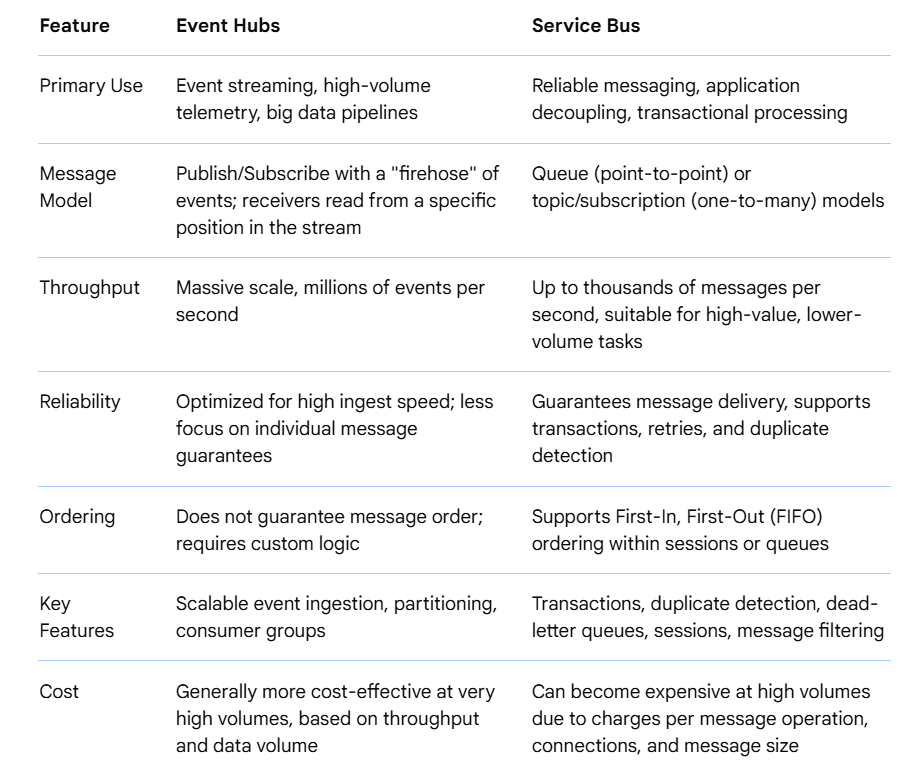 Feature Event Hubs Service Bus
Primary Use Event streaming, high-volume telemetry, big data pipelines Reliable messaging, application decoupling, transactional processing
Message Model Publish/Subscribe with a "firehose" of events; receivers read from a specific position in the stream Queue (point-to-point) or topic/subscription (one-to-many) models
Throughput Massive scale, millions of events per second Up to thousands of messages per second, suitable for high-value, lower-volume tasks
Reliability Optimized for high ingest speed; less focus on individual message guarantees Guarantees message delivery, supports transactions, retries, and duplicate detection
Ordering Does not guarantee message order; requires custom logic Supports First-In, First-Out (FIFO) ordering within sessions or queues
Key Features Scalable event ingestion, partitioning, consumer groups Transactions, duplicate detection, dead-letter queues, sessions, message filtering
Cost Generally more cost-effective at very high volumes, based on throughput and data volume Can become expensive at high volumes due to charges per message operation, connections, and message size